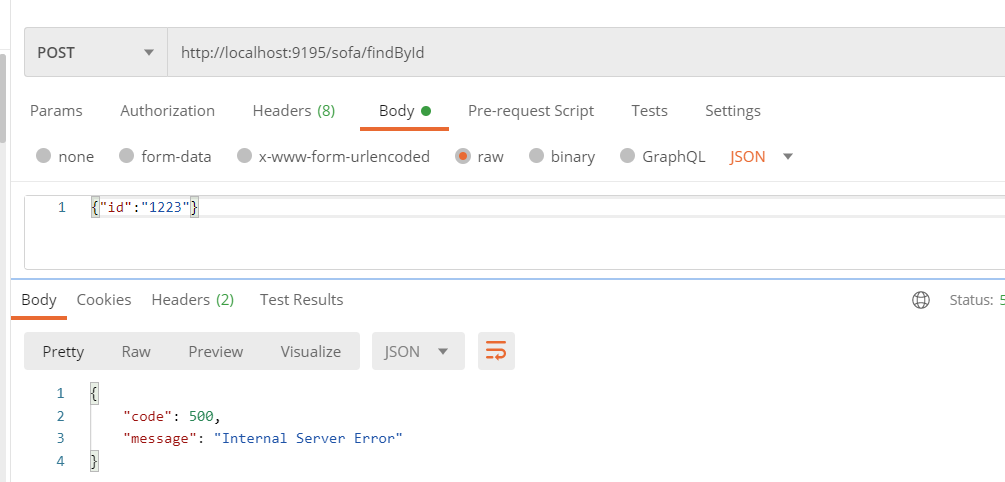 POST http://localhost:9195/sofa/findById
Params Authorization Headers (8) Body Pre-request Script Tests Settings
none form-data x-www-form-urlencoded raw binary GraphQL JSON
1 {"id":"1223"}
Body Cookies Headers (2) Test Results Status: 5
Pretty Raw Preview Visualize JSON
1 {
2 "code": 500,
3 "message": "Internal Server Error"
4 }